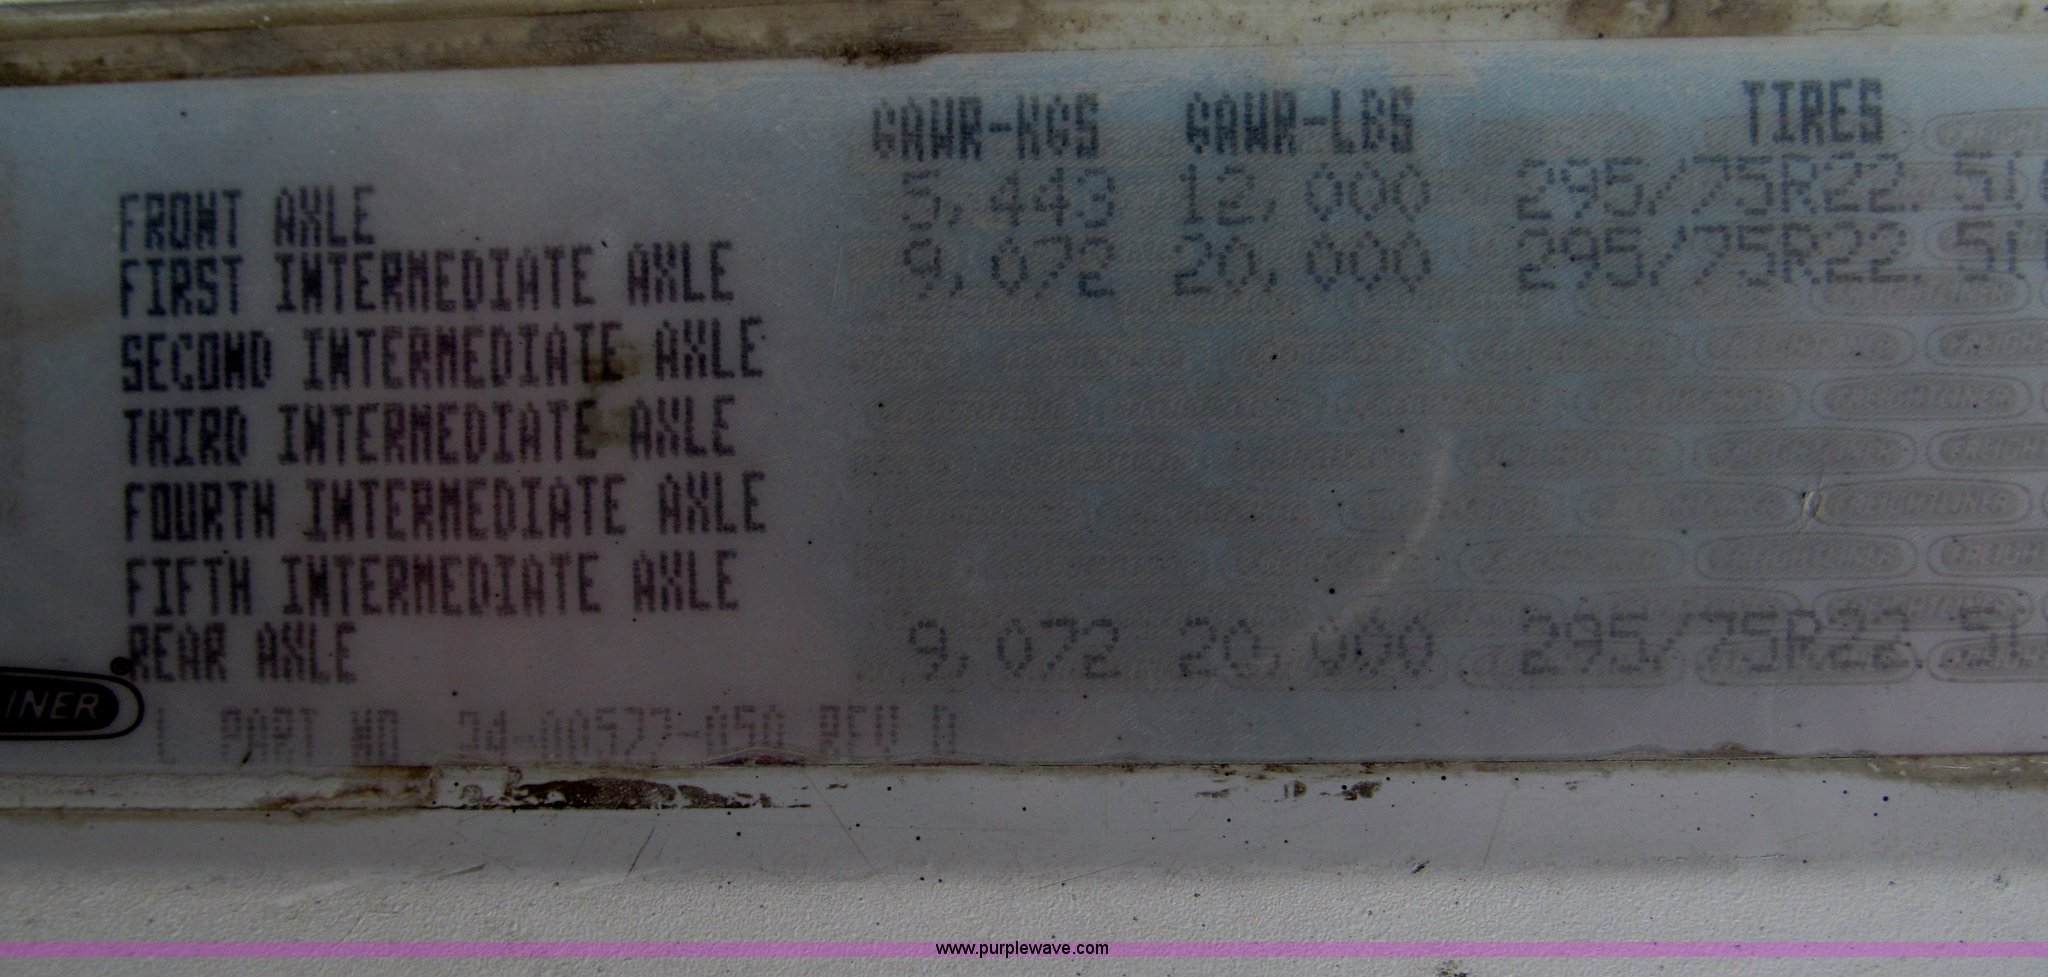 GAWR-KGS GAWR-LBS TIRES
FRONT AXLE 5,443 12,000 295/75R22.5(
FIRST INTERMEDIATE AXLE 9,072 20,000 295/75R22.5(
SECOND INTERMEDIATE AXLE
THIRD INTERMEDIATE AXLE
FOURTH INTERMEDIATE AXLE
FIFTH INTERMEDIATE AXLE
REAR AXLE 9,072 20,000 295/75R22.5(
INER
PART NO. 24-00577-050 REV D
FREIGHTLINER
www.purplewave.com